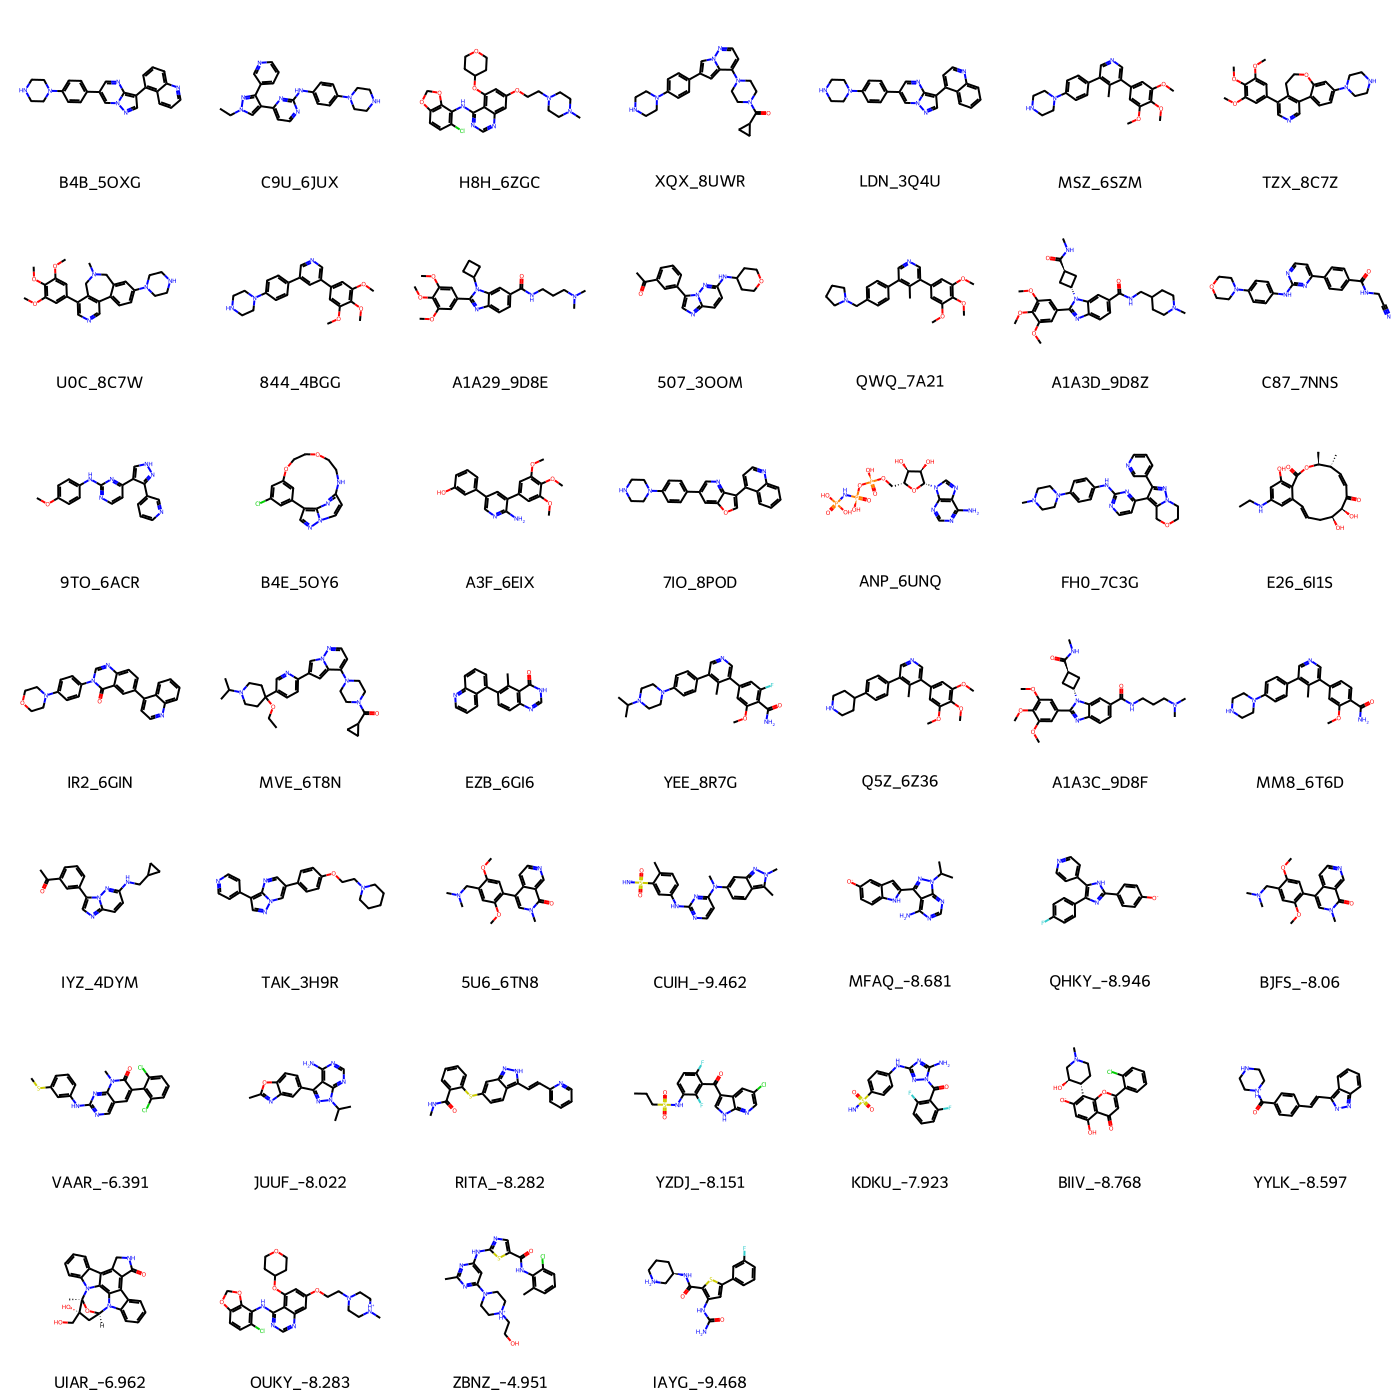 B4B_5OXG C9U_6JUX H8H_6ZGC XQX_8UWR LDN_3Q4U MSZ_6SZM TZX_8C7Z
U0C_8C7W 844_4BGG A1A29_9D8E 507_3OOM QWQ_7A21 A1A3D_9D8Z C87_7NNS
9TO_6ACR B4E_5OY6 A3F_6EIX 7IO_8POD ANP_6UNQ FH0_7C3G E26_6I1S
IR2_6GIN MVE_6T8N EZB_6GI6 YEE_8R7G Q5Z_6Z36 A1A3C_9D8F MM8_6T6D
IYZ_4DYM TAK_3H9R 5U6_6TN8 CUIH_-9.462 MFAQ_-8.681 QHKY_-8.946 BJFS_-8.06
VAAR_-6.391 JUUF_-8.022 RITA_-8.282 YZDJ_-8.151 KDKU_-7.923 BIIV_-8.768 YYLK_-8.597
UIAR_-6.962 OUKY_-8.283 ZBNZ_-4.951 IAYG_-9.468